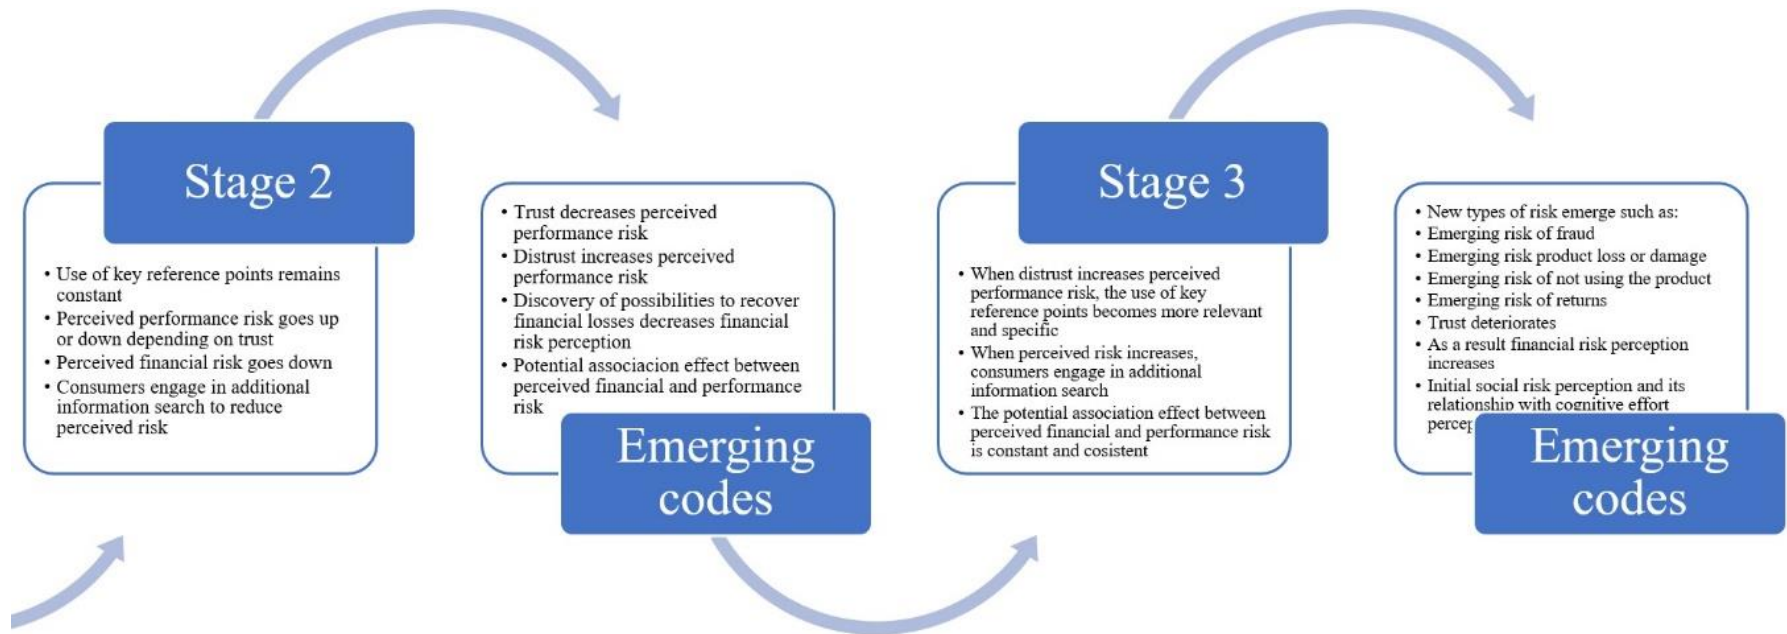 Stage 2
• Use of key reference points remains
constant
• Perceived performance risk goes up
or down depending on trust
• Perceived financial risk goes down
• Consumers engage in additional
information search to reduce
perceived risk
• Trust decreases perceived
performance risk
• Distrust increases perceived
performance risk
• Discovery of possibilities to recover
financial losses decreases financial
risk perception
• Potential associacion effect between
perceived financial and performance
risk
Emerging
codes
Stage 3
• When distrust increases perceived
performance risk, the use of key
reference points becomes more relevant
and specific
• When perceived risk increases,
consumers engage in additional
information search
• The potential association effect between
perceived financial and performance risk
is constant and cosistent
• New types of risk emerge such as:
• Emerging risk of fraud
• Emerging risk product loss or damage
• Emerging risk of not using the product
• Emerging risk of returns
• Trust deteriorates
• As a result financial risk perception
increases
• Initial social risk perception and its
relationship with cognitive effort
Emerging
codes